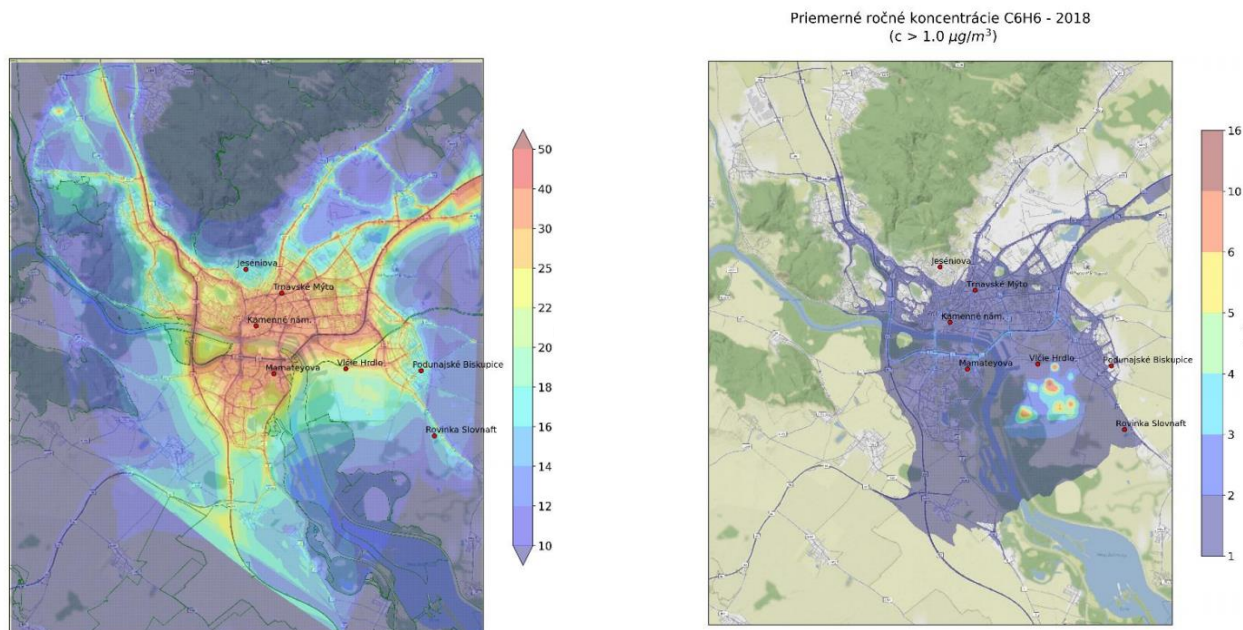 Priemerné ročné koncentrácie C6H6 - 2018
(c > 1.0 µg/m³)
Jeséniova
Trnavské Mýto
Kamenné nám.
Mamateyova
Vlčie Hrdlo
Podunajské Biskupice
Rovinka Slovnaft
50
40
30
25
22
20
18
16
14
12
10
Jeséniova
Trnavské Mýto
Kamenné nám.
Mamateyova
Vlčie Hrdlo
Podunajské Biskupice
Rovinka Slovnaft
16
10
6
5
4
3
2
1